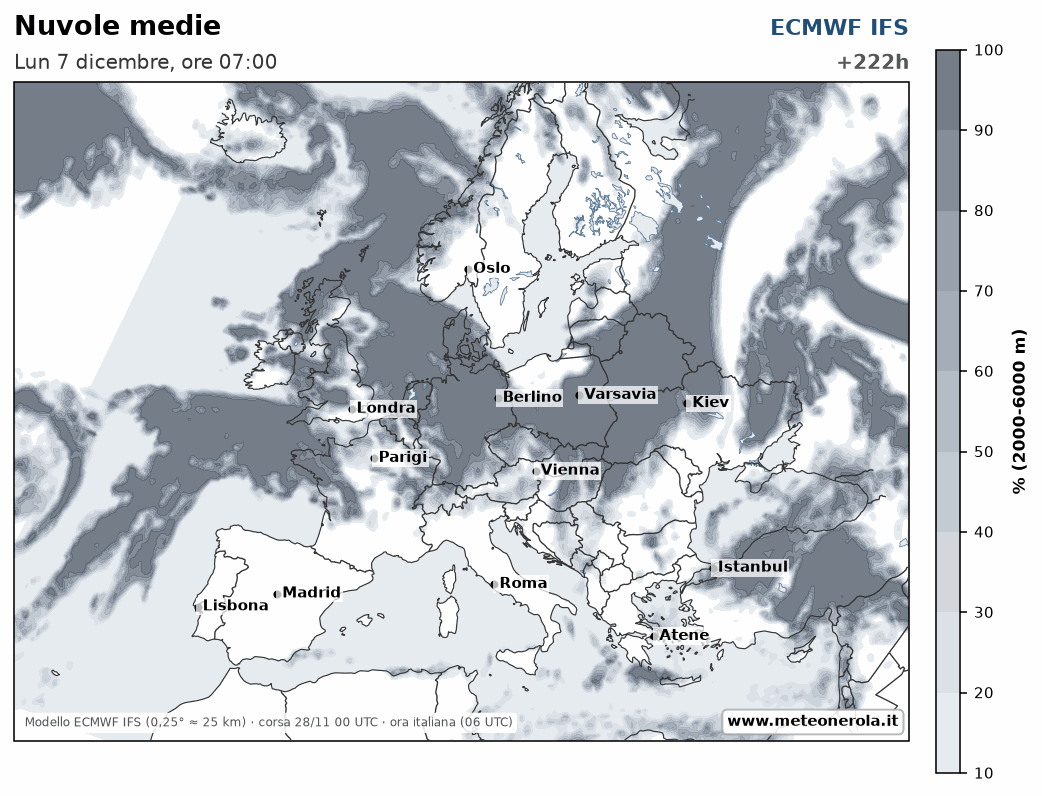 Nuvole medie
ECMWF IFS
Lun 7 dicembre, ore 07:00
+222h
100
90
80
70
60
50
40
30
20
10
% (2000-6000 m)
Oslo
Berlino
Varsavia
Kiev
Londra
Parigi
Vienna
Istanbul
Roma
Madrid
Lisbona
Atene
Modello ECMWF IFS (0,25° ≈ 25 km) · corsa 28/11 00 UTC · ora italiana (06 UTC)
www.meteonerola.it